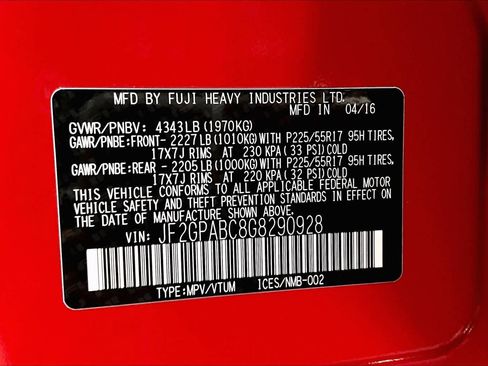 MFD BY FUJI HEAVY INDUSTRIES LTD.
MFD IN 04/16
GVWR/PNBV: 4343LB (1970KG)
GAWR/PNBE:FRONT- 2227LB (1010KG) WITH P225/55R17 95H TIRES,
17X7J RIMS AT 230 KPA( 33 PSI) COLD
GAWR/PNBE:REAR - 2205LB (1000KG) WITH P225/55R17 95H TIRES,
17X7J RIMS AT 220 KPA( 32 PSI) COLD
THIS VEHICLE CONFORMS TO ALL APPLICABLE FEDERAL MOTOR
VEHICLE SAFETY AND THEFT PREVENTION STANDARDS IN EFFECT ON
THE DATE OF MANUFACTURE SHOWN ABOVE.
VIN: JF2GPABC8G8290928
TYPE:MPV/VTUM ICES/NMB-002